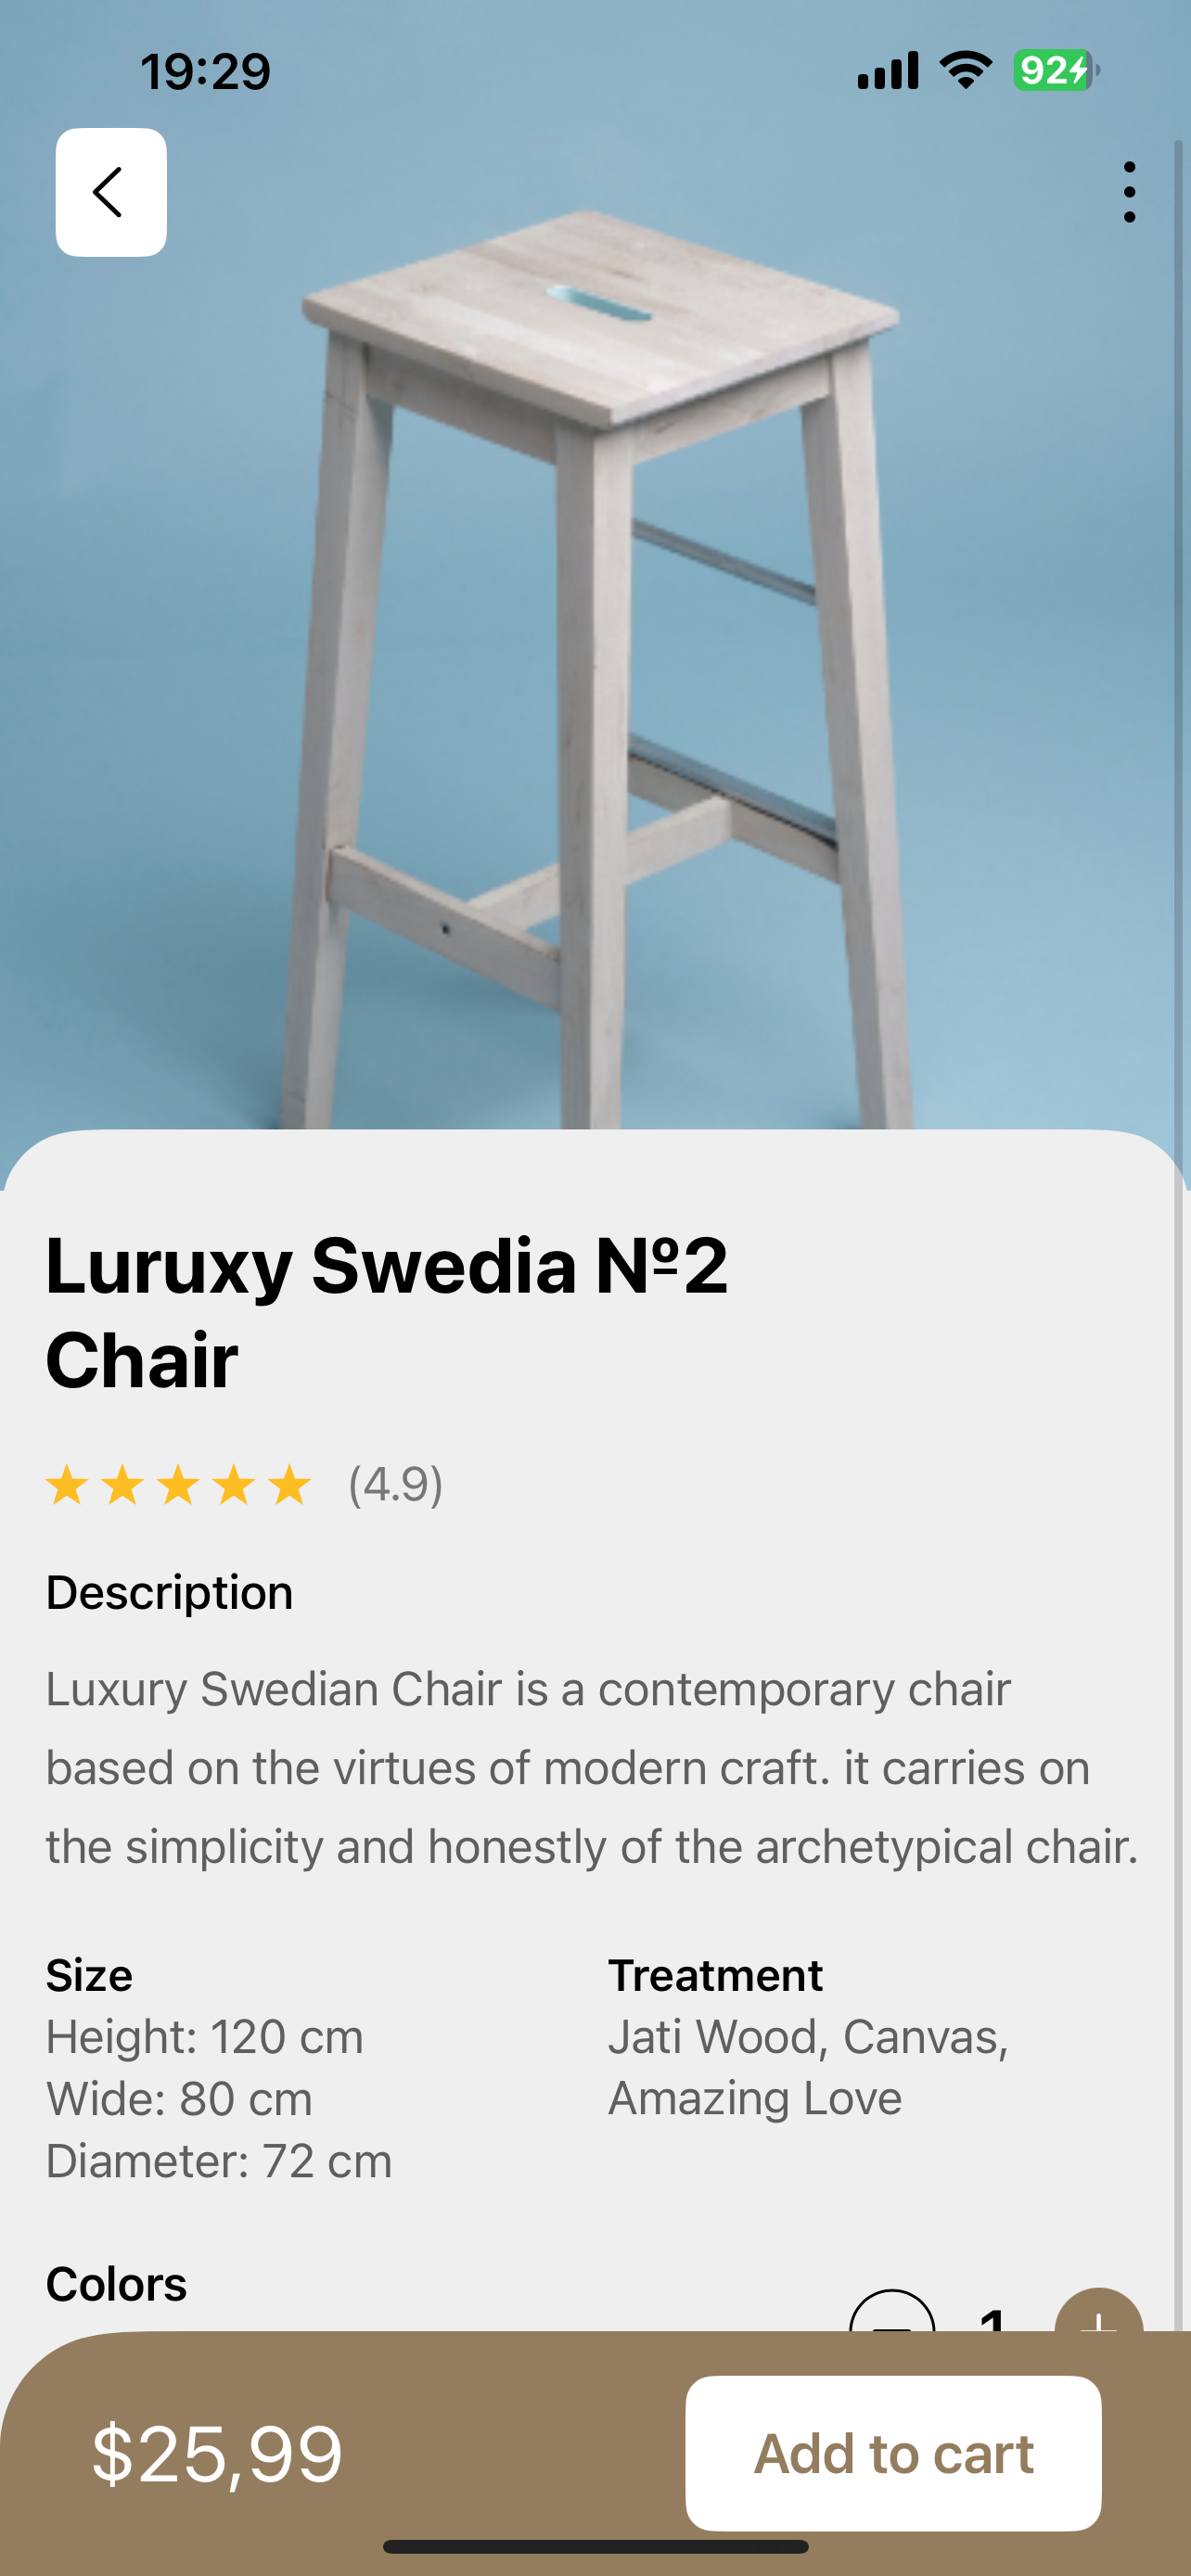 19:29
92
Luruxy Swedia Nº2
Chair
(4.9)
Description
Luxury Swedian Chair is a contemporary chair
based on the virtues of modern craft. it carries on
the simplicity and honestly of the archetypical chair.
Size
Height: 120 cm
Wide: 80 cm
Diameter: 72 cm
Treatment
Jati Wood, Canvas,
Amazing Love
Colors
1
$25,99
Add to cart